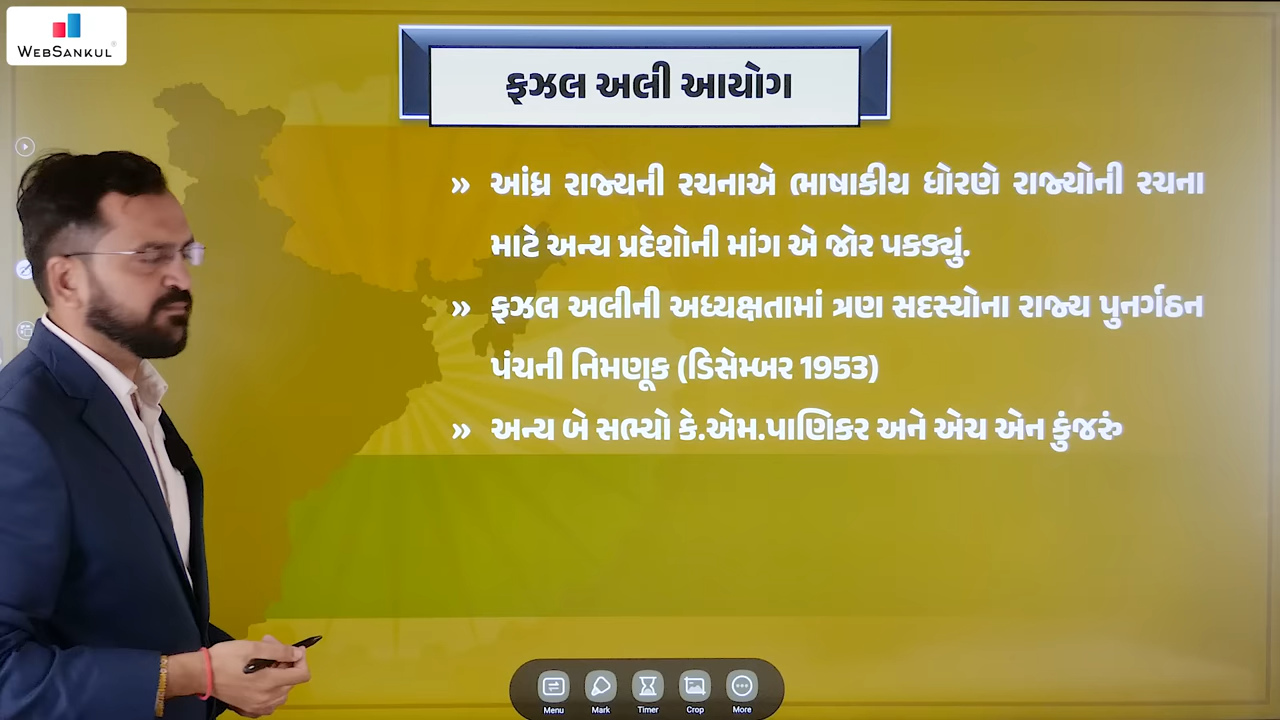 WEBSANKUL
ફઝલ અલી આયોગ
» આંધ્ર રાજ્યની રચનાએ ભાષાકીય ધોરણે રાજ્યોની રચના
માટે અન્ય પ્રદેશોની માંગ એ જોર પકડ્યું.
» ફઝલ અલીની અધ્યક્ષતામાં ત્રણ સદસ્યોના રાજ્ય પુનર્ગઠન
પંચની નિમણૂક (ડિસેમ્બર 1953)
» અન્ય બે સભ્યો કે.એમ.પાણિકર અને એચ એન કુંજરું
Menu Mark Timer Crop More